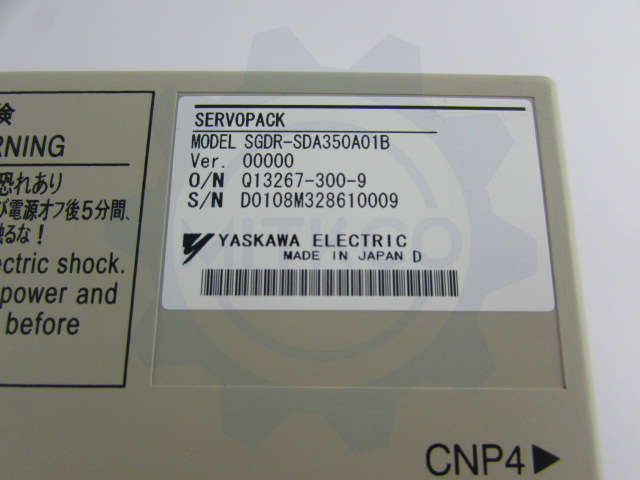 険
RNING
恐れあり
び電源オフ後5分間、
触るな!
ectric shock.
power and
before
SERVOPACK
MODEL SGDR-SDA350A01B
Ver. 00000
O/N Q13267-300-9
S/N D0108M328610009
YASKAWA ELECTRIC
MADE IN JAPAN D
CNP4▶
MITKCO